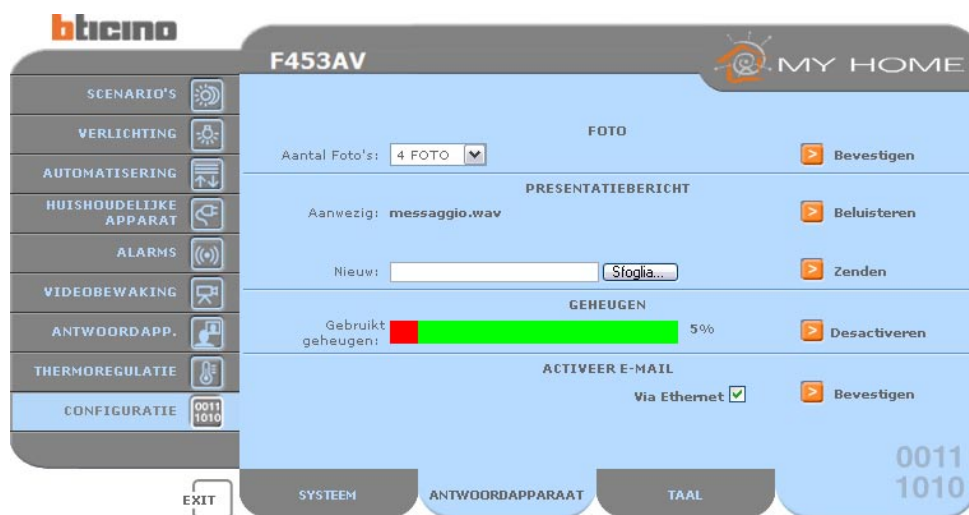 bticino
F453AV
MY HOME
SCENARIO'S
VERLICHTING
AUTOMATISERING
HUISHOUDELIJKE
APPARAT
ALARMS
VIDEOBEWAKING
ANTWOORDAPP.
THERMOREGULATIE
CONFIGURATIE
0011
1010
EXIT
FOTO
Aantal Foto's: 4 FOTO
Bevestigen
PRESENTATIEBERICHT
Aanwezig: messaggio.wav
Beluisteren
Nieuw: Sfoglia...
Zenden
GEHEUGEN
Gebruikt
geheugen:
5%
Desactiveren
ACTIVEER E-MAIL
Via Ethernet
Bevestigen
0011
1010
SYSTEEM
ANTWOORDAPPARAAT
TAAL